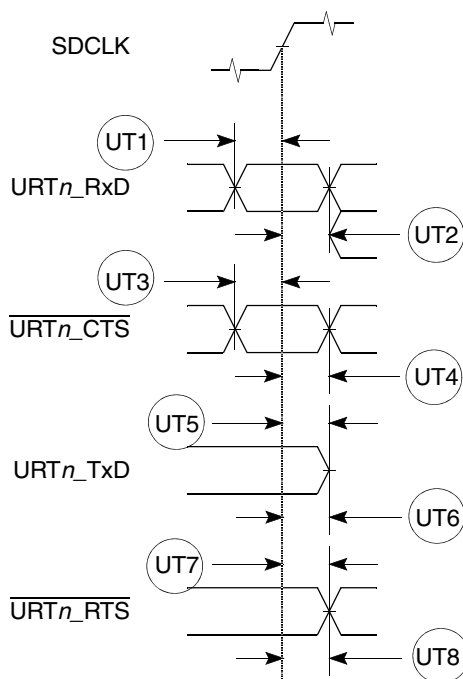 SDCLK
UT1
URTn_RxD
UT2
UT3
URTn_CTS
UT4
UT5
URTn_TxD
UT6
UT7
URTn_RTS
UT8